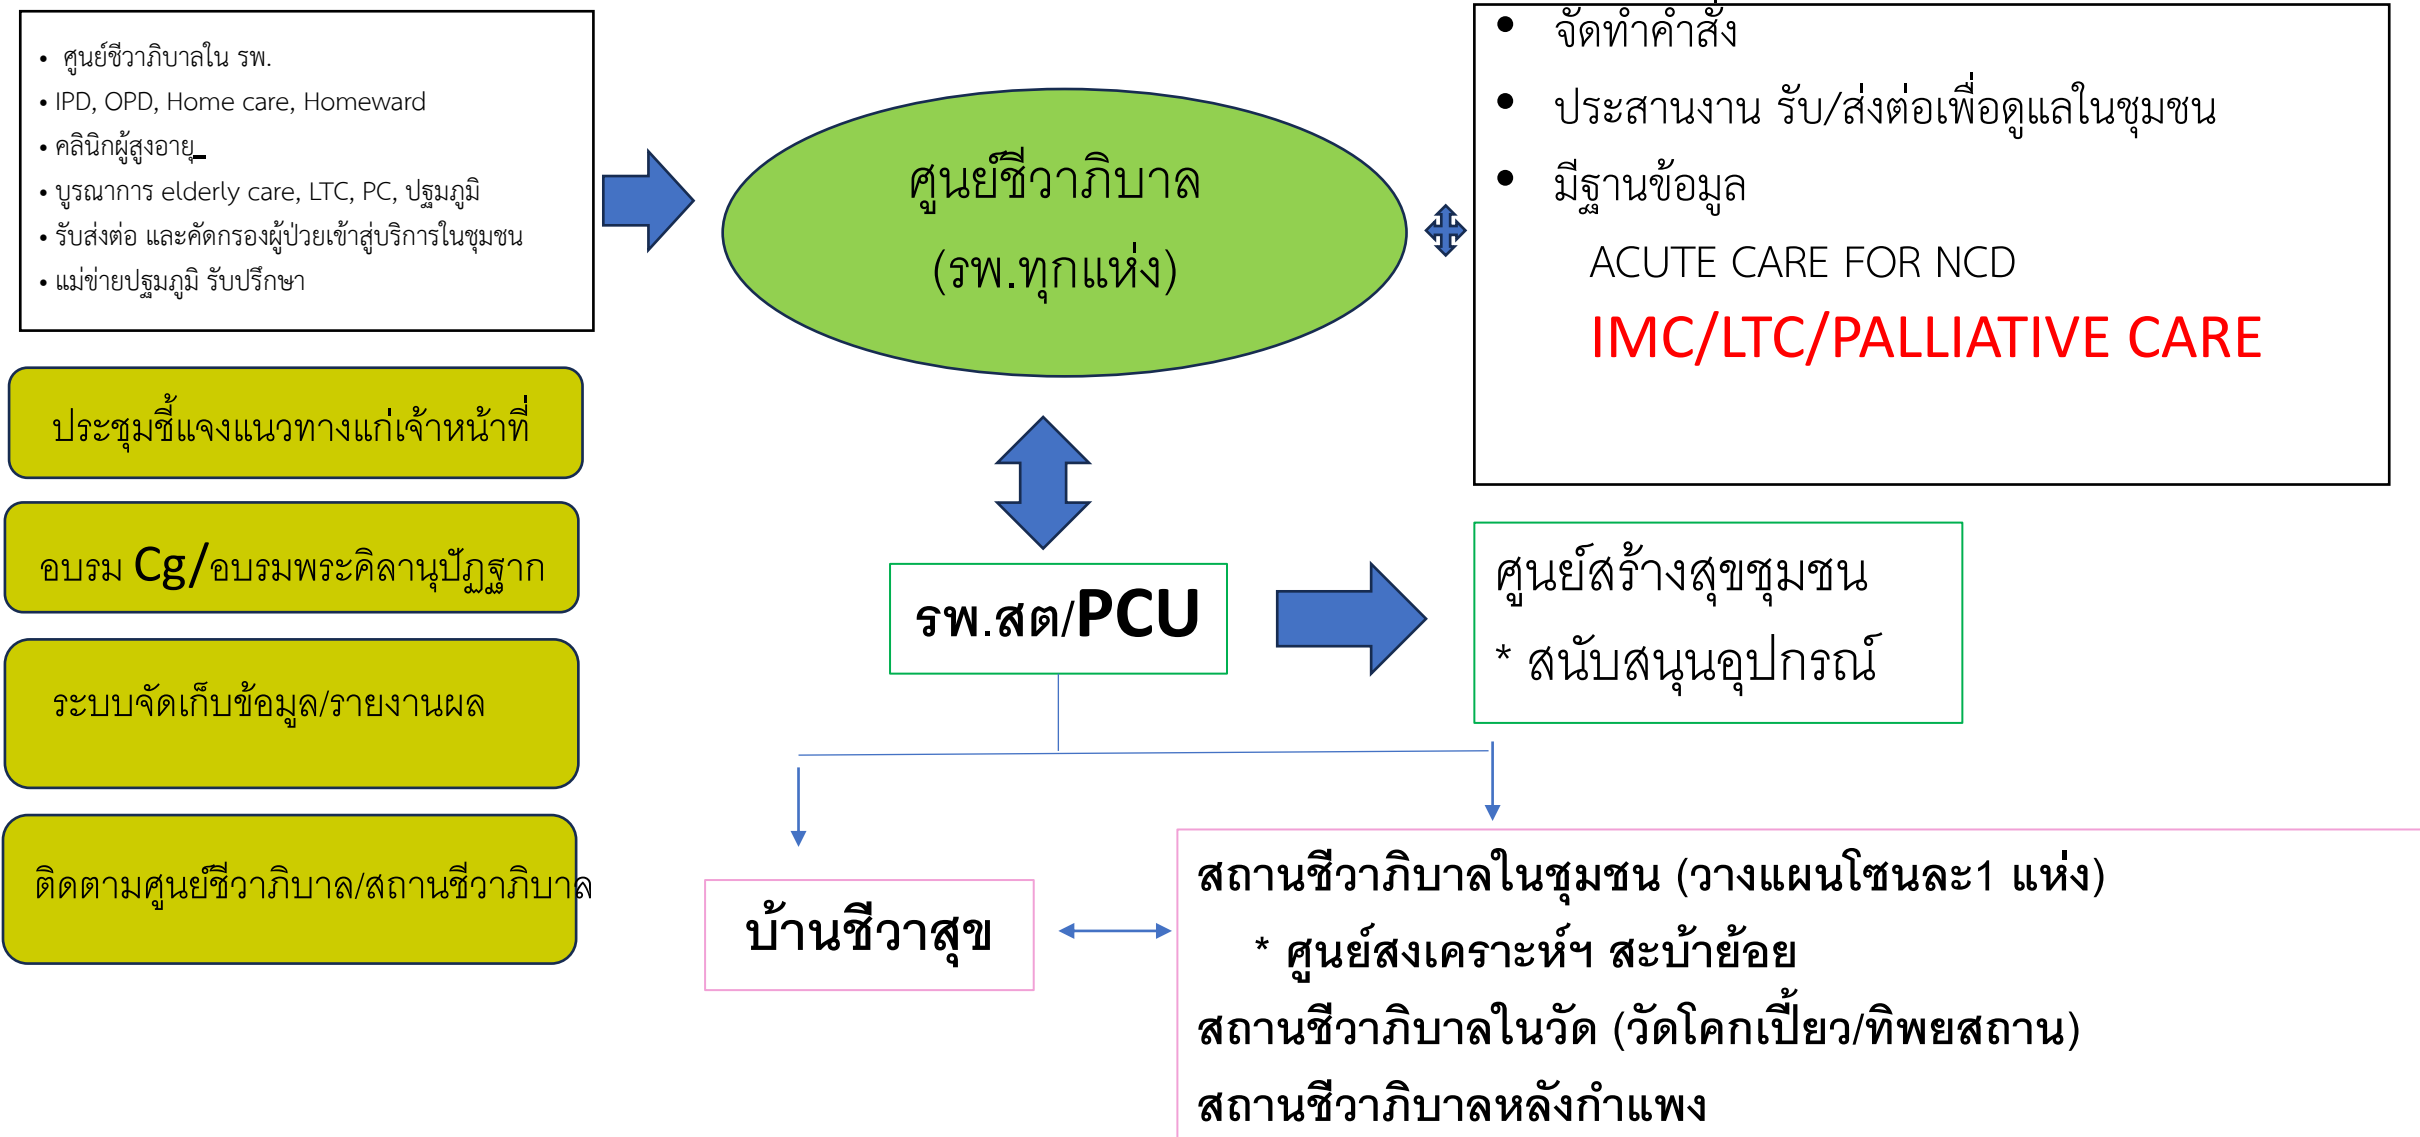 • ศูนย์ชีวาภิบาลใน รพ.
• IPD, OPD, Home care, Homeward
• คลินิกผู้สูงอายุ
• บูรณาการ elderly care, LTC, PC, ปฐมภูมิ
• รับส่งต่อ และคัดกรองผู้ป่วยเข้าสู่บริการในชุมชน
• แม่ข่ายปฐมภูมิ รับปรึกษา
ศูนย์ชีวาภิบาล
(รพ.ทุกแห่ง)
• จัดทำคำสั่ง
• ประสานงาน รับ/ส่งต่อเพื่อดูแลในชุมชน
• มีฐานข้อมูล
ACUTE CARE FOR NCD
IMC/LTC/PALLIATIVE CARE
ประชุมชี้แจงแนวทางแก่เจ้าหน้าที่
อบรม Cg/อบรมพระคิลานุปัฏฐาก
ระบบจัดเก็บข้อมูล/รายงานผล
ติดตามศูนย์ชีวาภิบาล/สถานชีวาภิบาล
รพ.สต/PCU
ศูนย์สร้างสุขชุมชน
* สนับสนุนอุปกรณ์
บ้านชีวาสุข
สถานชีวาภิบาลในชุมชน (วางแผนโซนละ1 แห่ง)
* ศูนย์สงเคราะห์ฯ สะบ้าย้อย
สถานชีวาภิบาลในวัด (วัดโคกเปี้ยว/ทิพยสถาน)
สถานชีวาภิบาลหลังกำแพง